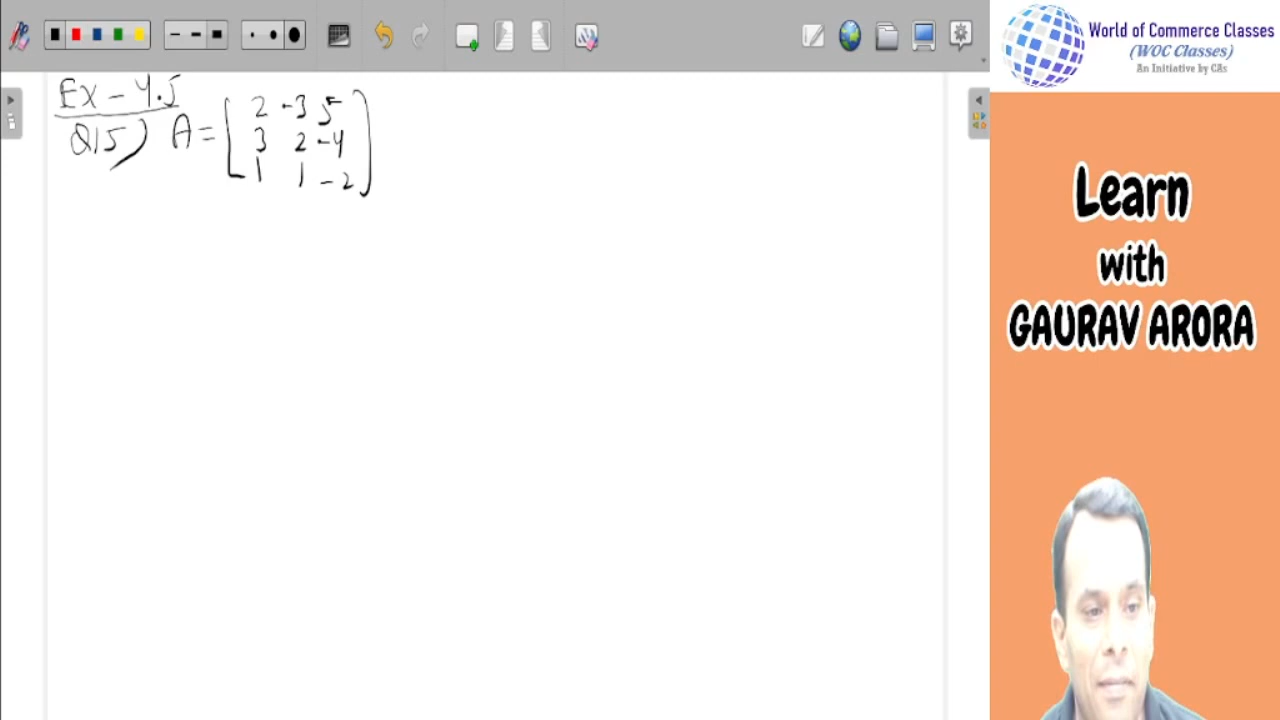 World of Commerce Classes
(WOC Classes)
An Initiative by CAs
Ex - 4.5
Q15) A = [ 2 -3 5
3 2 -4
1 1 -2 ]
Learn
with
GAURAV ARORA